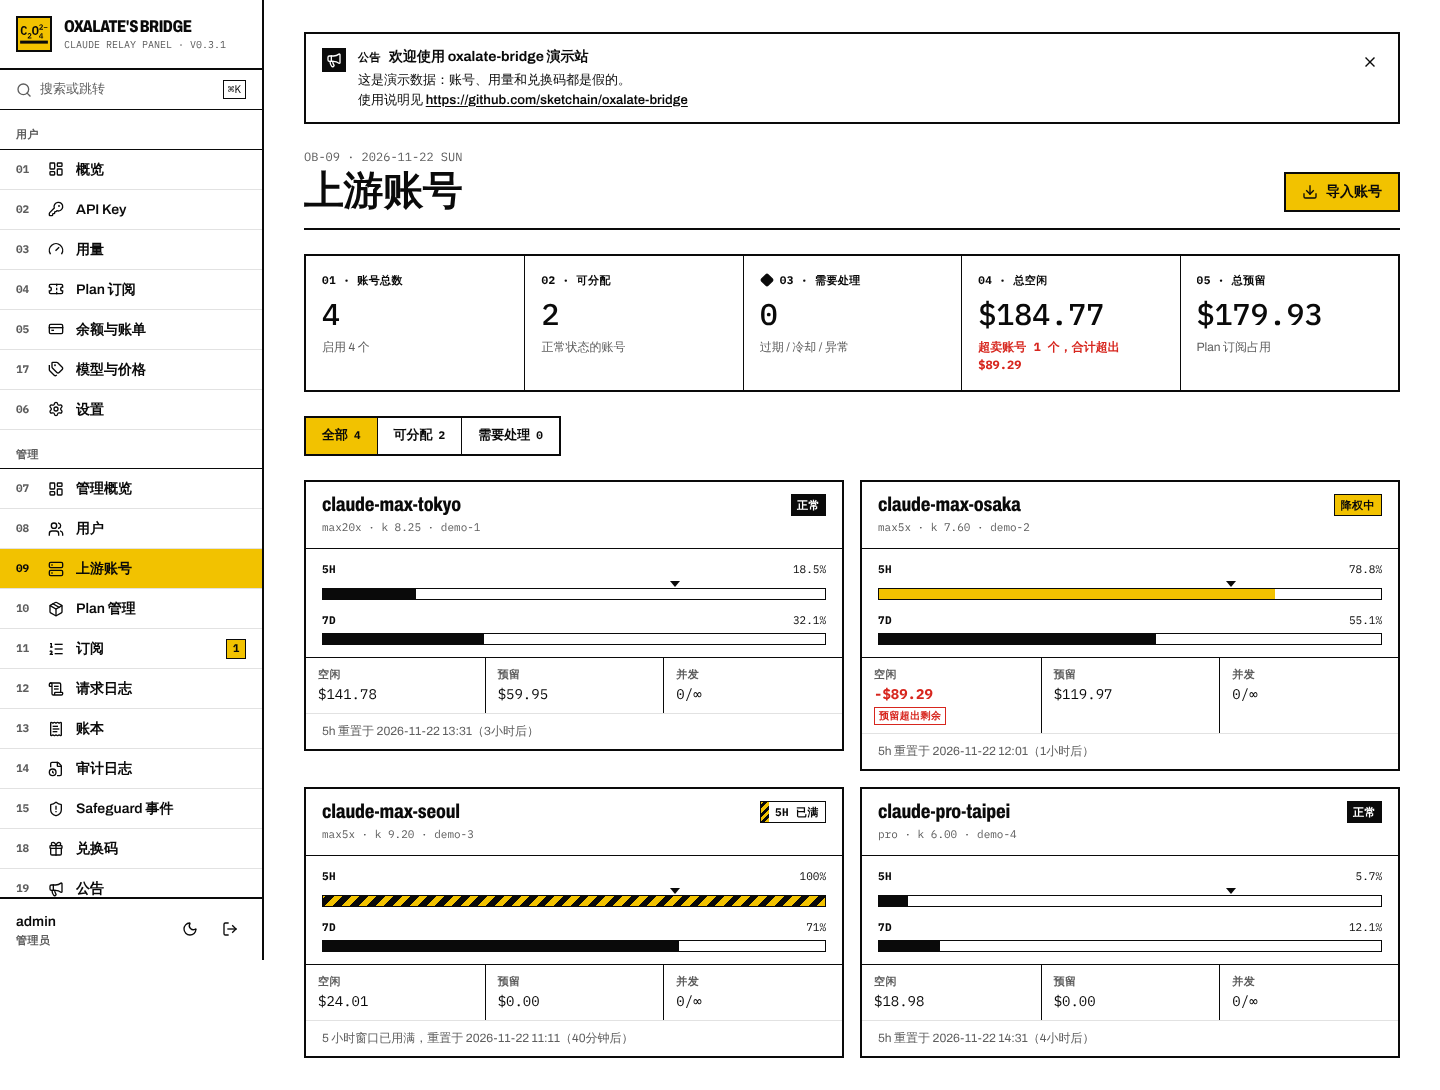 C₂O₄²⁻
OXALATE'S BRIDGE
CLAUDE RELAY PANEL · V0.3.1
搜索或跳转 ⌘K
用户
01 概览
02 API Key
03 用量
04 Plan 订阅
05 余额与账单
17 模型与价格
06 设置
管理
07 管理概览
08 用户
09 上游账号
10 Plan 管理
11 订阅 1
12 请求日志
13 账本
14 审计日志
15 Safeguard 事件
18 兑换码
19 公告
admin
管理员
公告 欢迎使用 oxalate-bridge 演示站
这是演示数据：账号、用量和兑换码都是假的。
使用说明见 https://github.com/sketchain/oxalate-bridge
OB-09 · 2026-11-22 SUN
上游账号
导入账号
01 · 账号总数
4
启用 4 个
02 · 可分配
2
正常状态的账号
03 · 需要处理
0
过期 / 冷却 / 异常
04 · 总空闲
$184.77
超卖账号 1 个，合计超出
$89.29
05 · 总预留
$179.93
Plan 订阅占用
全部 4 可分配 2 需要处理 0
claude-max-tokyo 正常
max20x · k 8.25 · demo-1
5H 18.5%
7D 32.1%
空闲 预留 并发
$141.78 $59.95 0/∞
5h 重置于 2026-11-22 13:31（3小时后）
claude-max-osaka 降权中
max5x · k 7.60 · demo-2
5H 78.8%
7D 55.1%
空闲 预留 并发
-$89.29 $119.97 0/∞
预留超出剩余
5h 重置于 2026-11-22 12:01（1小时后）
claude-max-seoul 5H 已满
max5x · k 9.20 · demo-3
5H 100%
7D 71%
空闲 预留 并发
$24.01 $0.00 0/∞
5 小时窗口已用满，重置于 2026-11-22 11:11（40分钟后）
claude-pro-taipei 正常
pro · k 6.00 · demo-4
5H 5.7%
7D 12.1%
空闲 预留 并发
$18.98 $0.00 0/∞
5h 重置于 2026-11-22 14:31（4小时后）